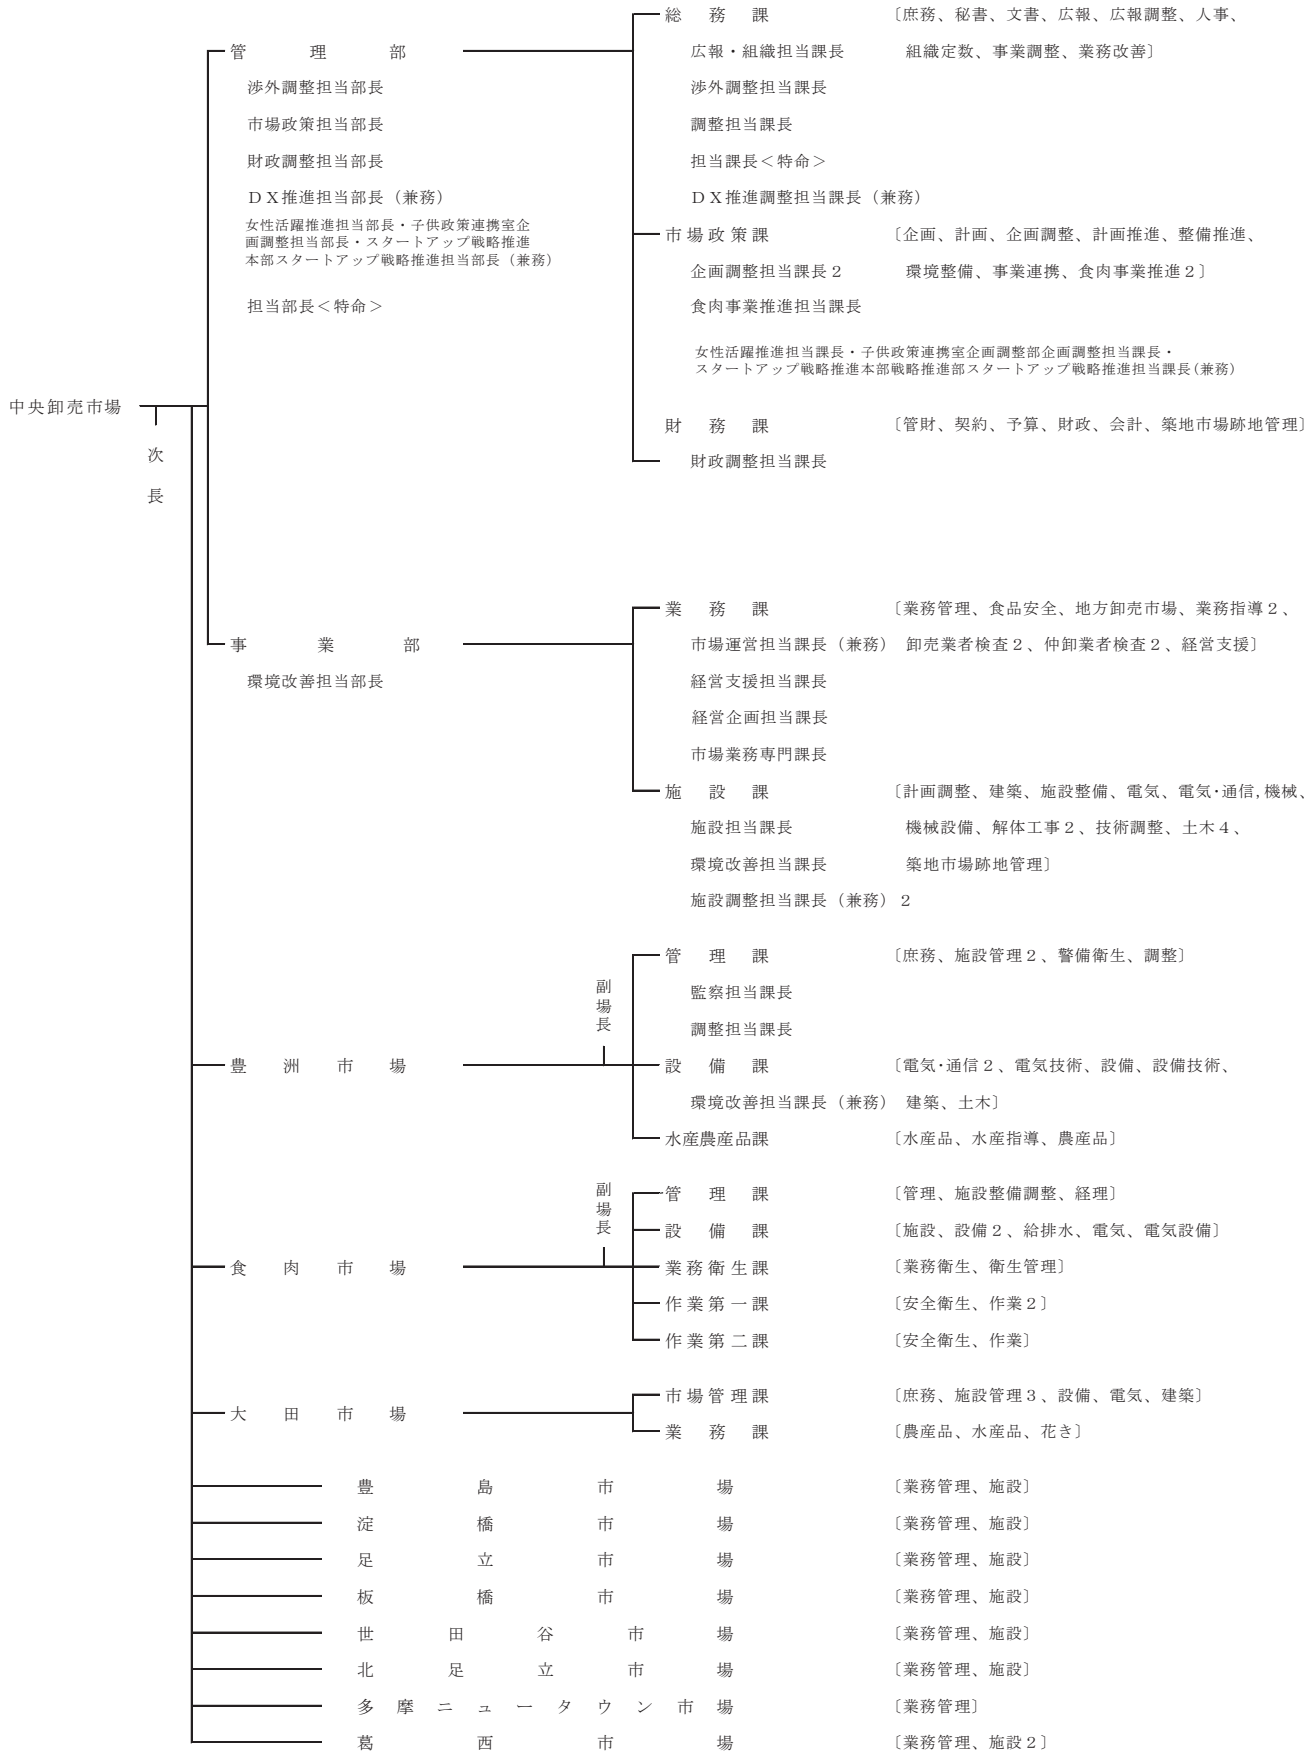 総務課 〔庶務、秘書、文書、広報、広報調整、人事、
管理部 広報・組織担当課長 組織定数、事業調整、業務改善〕
渉外調整担当部長 渉外調整担当課長
市場政策担当部長 調整担当課長
財政調整担当部長 担当課長＜特命＞
ＤＸ推進担当部長（兼務） ＤＸ推進調整担当課長（兼務）
女性活躍推進担当部長・子供政策連携室企
画調整担当部長・スタートアップ戦略推進
本部スタートアップ戦略推進担当部長（兼務）
市場政策課 〔企画、計画、企画調整、計画推進、整備推進、
企画調整担当課長２ 環境整備、事業連携、食肉事業推進２〕
担当部長＜特命＞ 食肉事業推進担当課長
女性活躍推進担当課長・子供政策連携室企画調整部企画調整担当課長・
スタートアップ戦略推進本部戦略推進部スタートアップ戦略推進担当課長(兼務)
中央卸売市場
次長
財務課 〔管財、契約、予算、財政、会計、築地市場跡地管理〕
財政調整担当課長
業務課 〔業務管理、食品安全、地方卸売市場、業務指導２、
事業部 市場運営担当課長（兼務） 卸売業者検査２、仲卸業者検査２、経営支援〕
環境改善担当部長 経営支援担当課長
経営企画担当課長
市場業務専門課長
施設課 〔計画調整、建築、施設整備、電気、電気･通信,機械、
施設担当課長 機械設備、解体工事２、技術調整、土木４、
環境改善担当課長 築地市場跡地管理〕
施設調整担当課長（兼務）２
管理課 〔庶務、施設管理２、警備衛生、調整〕
副場長
監察担当課長
調整担当課長
豊洲市場 設備課 〔電気･通信２、電気技術、設備、設備技術、
環境改善担当課長（兼務） 建築、土木〕
水産農産品課 〔水産品、水産指導、農産品〕
副場長
管理課 〔管理、施設整備調整、経理〕
設備課 〔施設、設備２、給排水、電気、電気設備〕
食肉市場 業務衛生課 〔業務衛生、衛生管理〕
作業第一課 〔安全衛生、作業２〕
作業第二課 〔安全衛生、作業〕
市場管理課 〔庶務、施設管理３、設備、電気、建築〕
大田市場
業務課 〔農産品、水産品、花き〕
豊島市場 〔業務管理、施設〕
淀橋市場 〔業務管理、施設〕
足立市場 〔業務管理、施設〕
板橋市場 〔業務管理、施設〕
世田谷市場 〔業務管理、施設〕
北足立市場 〔業務管理、施設〕
多摩ニュータウン市場 〔業務管理〕
葛西市場 〔業務管理、施設２〕